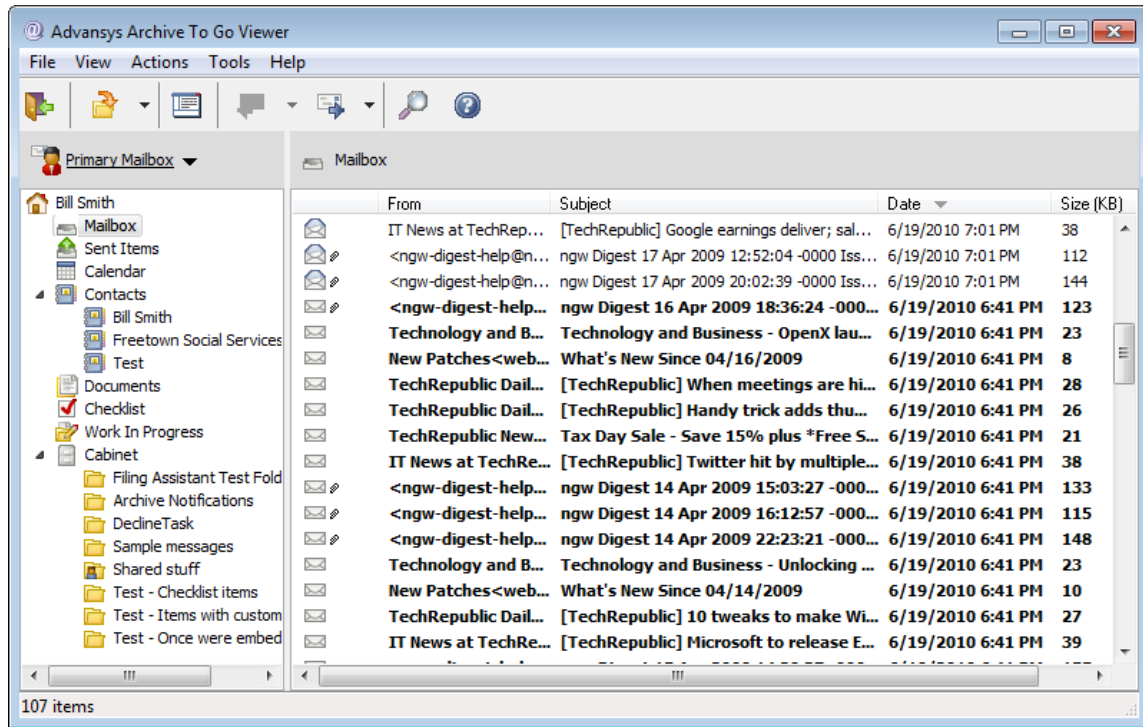 Advansys Archive To Go Viewer
File View Actions Tools Help
Primary Mailbox
Mailbox
Bill Smith
Mailbox
Sent Items
Calendar
Contacts
Bill Smith
Freetown Social Services
Test
Documents
Checklist
Work In Progress
Cabinet
Filing Assistant Test Fold
Archive Notifications
DeclineTask
Sample messages
Shared stuff
Test - Checklist items
Test - Items with custom
Test - Once were embed
From Subject Date Size (KB)
IT News at TechRep... [TechRepublic] Google earnings deliver; sal... 6/19/2010 7:01 PM 38
<ngw-digest-help@n... ngw Digest 17 Apr 2009 12:52:04 -0000 Iss... 6/19/2010 7:01 PM 112
<ngw-digest-help@n... ngw Digest 17 Apr 2009 20:02:39 -0000 Iss... 6/19/2010 7:01 PM 144
<ngw-digest-help... ngw Digest 16 Apr 2009 18:36:24 -000... 6/19/2010 6:41 PM 123
Technology and B... Technology and Business - OpenX lau... 6/19/2010 6:41 PM 23
New Patches<web... What's New Since 04/16/2009 6/19/2010 6:41 PM 8
TechRepublic Dail... [TechRepublic] When meetings are hi... 6/19/2010 6:41 PM 28
TechRepublic Dail... [TechRepublic] Handy trick adds thu... 6/19/2010 6:41 PM 26
TechRepublic New... Tax Day Sale - Save 15% plus *Free S... 6/19/2010 6:41 PM 21
IT News at TechRe... [TechRepublic] Twitter hit by multiple... 6/19/2010 6:41 PM 38
<ngw-digest-help... ngw Digest 14 Apr 2009 15:03:27 -000... 6/19/2010 6:41 PM 133
<ngw-digest-help... ngw Digest 14 Apr 2009 16:12:57 -000... 6/19/2010 6:41 PM 115
<ngw-digest-help... ngw Digest 14 Apr 2009 22:23:21 -000... 6/19/2010 6:41 PM 148
Technology and B... Technology and Business - Unlocking ... 6/19/2010 6:41 PM 23
New Patches<web... What's New Since 04/14/2009 6/19/2010 6:41 PM 10
TechRepublic Dail... [TechRepublic] 10 tweaks to make Wi... 6/19/2010 6:41 PM 27
IT News at TechRe... [TechRepublic] Microsoft to release E... 6/19/2010 6:41 PM 39
107 items